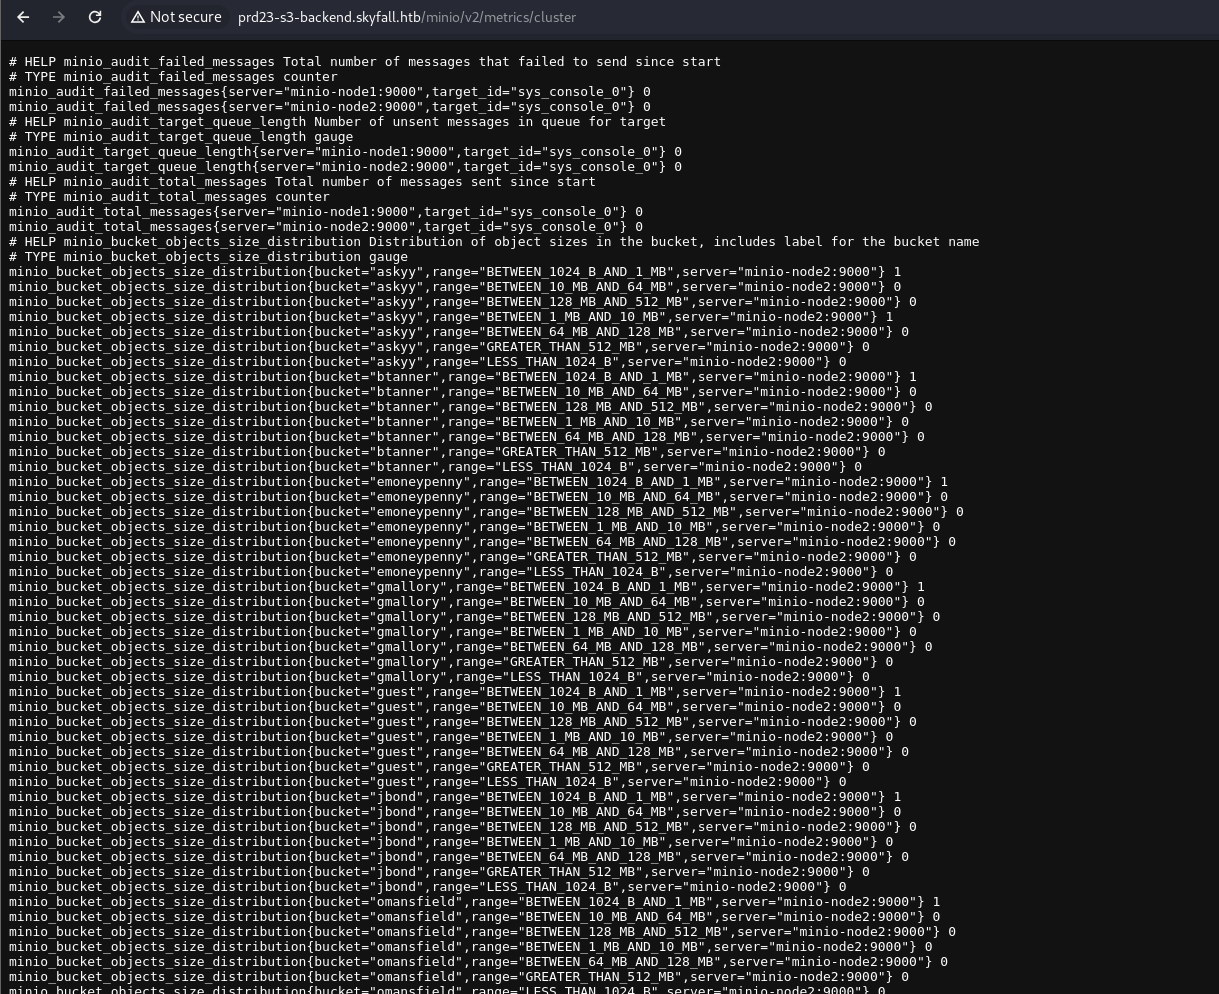 Not secure prd23-s3-backend.skyfall.htb/minio/v2/metrics/cluster
# HELP minio_audit_failed_messages Total number of messages that failed to send since start
# TYPE minio_audit_failed_messages counter
minio_audit_failed_messages{server="minio-node1:9000",target_id="sys_console_0"} 0
minio_audit_failed_messages{server="minio-node2:9000",target_id="sys_console_0"} 0
# HELP minio_audit_target_queue_length Number of unsent messages in queue for target
# TYPE minio_audit_target_queue_length gauge
minio_audit_target_queue_length{server="minio-node1:9000",target_id="sys_console_0"} 0
minio_audit_target_queue_length{server="minio-node2:9000",target_id="sys_console_0"} 0
# HELP minio_audit_total_messages Total number of messages sent since start
# TYPE minio_audit_total_messages counter
minio_audit_total_messages{server="minio-node1:9000",target_id="sys_console_0"} 0
minio_audit_total_messages{server="minio-node2:9000",target_id="sys_console_0"} 0
# HELP minio_bucket_objects_size_distribution Distribution of object sizes in the bucket, includes label for the bucket name
# TYPE minio_bucket_objects_size_distribution gauge
minio_bucket_objects_size_distribution{bucket="askyy",range="BETWEEN_1024_B_AND_1_MB",server="minio-node2:9000"} 1
minio_bucket_objects_size_distribution{bucket="askyy",range="BETWEEN_10_MB_AND_64_MB",server="minio-node2:9000"} 0
minio_bucket_objects_size_distribution{bucket="askyy",range="BETWEEN_128_MB_AND_512_MB",server="minio-node2:9000"} 0
minio_bucket_objects_size_distribution{bucket="askyy",range="BETWEEN_1_MB_AND_10_MB",server="minio-node2:9000"} 1
minio_bucket_objects_size_distribution{bucket="askyy",range="BETWEEN_64_MB_AND_128_MB",server="minio-node2:9000"} 0
minio_bucket_objects_size_distribution{bucket="askyy",range="GREATER_THAN_512_MB",server="minio-node2:9000"} 0
minio_bucket_objects_size_distribution{bucket="askyy",range="LESS_THAN_1024_B",server="minio-node2:9000"} 0
minio_bucket_objects_size_distribution{bucket="btanner",range="BETWEEN_1024_B_AND_1_MB",server="minio-node2:9000"} 1
minio_bucket_objects_size_distribution{bucket="btanner",range="BETWEEN_10_MB_AND_64_MB",server="minio-node2:9000"} 0
minio_bucket_objects_size_distribution{bucket="btanner",range="BETWEEN_128_MB_AND_512_MB",server="minio-node2:9000"} 0
minio_bucket_objects_size_distribution{bucket="btanner",range="BETWEEN_1_MB_AND_10_MB",server="minio-node2:9000"} 0
minio_bucket_objects_size_distribution{bucket="btanner",range="BETWEEN_64_MB_AND_128_MB",server="minio-node2:9000"} 0
minio_bucket_objects_size_distribution{bucket="btanner",range="GREATER_THAN_512_MB",server="minio-node2:9000"} 0
minio_bucket_objects_size_distribution{bucket="btanner",range="LESS_THAN_1024_B",server="minio-node2:9000"} 0
minio_bucket_objects_size_distribution{bucket="emoneypenny",range="BETWEEN_1024_B_AND_1_MB",server="minio-node2:9000"} 1
minio_bucket_objects_size_distribution{bucket="emoneypenny",range="BETWEEN_10_MB_AND_64_MB",server="minio-node2:9000"} 0
minio_bucket_objects_size_distribution{bucket="emoneypenny",range="BETWEEN_128_MB_AND_512_MB",server="minio-node2:9000"} 0
minio_bucket_objects_size_distribution{bucket="emoneypenny",range="BETWEEN_1_MB_AND_10_MB",server="minio-node2:9000"} 0
minio_bucket_objects_size_distribution{bucket="emoneypenny",range="BETWEEN_64_MB_AND_128_MB",server="minio-node2:9000"} 0
minio_bucket_objects_size_distribution{bucket="emoneypenny",range="GREATER_THAN_512_MB",server="minio-node2:9000"} 0
minio_bucket_objects_size_distribution{bucket="emoneypenny",range="LESS_THAN_1024_B",server="minio-node2:9000"} 0
minio_bucket_objects_size_distribution{bucket="gmallory",range="BETWEEN_1024_B_AND_1_MB",server="minio-node2:9000"} 1
minio_bucket_objects_size_distribution{bucket="gmallory",range="BETWEEN_10_MB_AND_64_MB",server="minio-node2:9000"} 0
minio_bucket_objects_size_distribution{bucket="gmallory",range="BETWEEN_128_MB_AND_512_MB",server="minio-node2:9000"} 0
minio_bucket_objects_size_distribution{bucket="gmallory",range="BETWEEN_1_MB_AND_10_MB",server="minio-node2:9000"} 0
minio_bucket_objects_size_distribution{bucket="gmallory",range="BETWEEN_64_MB_AND_128_MB",server="minio-node2:9000"} 0
minio_bucket_objects_size_distribution{bucket="gmallory",range="GREATER_THAN_512_MB",server="minio-node2:9000"} 0
minio_bucket_objects_size_distribution{bucket="gmallory",range="LESS_THAN_1024_B",server="minio-node2:9000"} 0
minio_bucket_objects_size_distribution{bucket="guest",range="BETWEEN_1024_B_AND_1_MB",server="minio-node2:9000"} 1
minio_bucket_objects_size_distribution{bucket="guest",range="BETWEEN_10_MB_AND_64_MB",server="minio-node2:9000"} 0
minio_bucket_objects_size_distribution{bucket="guest",range="BETWEEN_128_MB_AND_512_MB",server="minio-node2:9000"} 0
minio_bucket_objects_size_distribution{bucket="guest",range="BETWEEN_1_MB_AND_10_MB",server="minio-node2:9000"} 0
minio_bucket_objects_size_distribution{bucket="guest",range="BETWEEN_64_MB_AND_128_MB",server="minio-node2:9000"} 0
minio_bucket_objects_size_distribution{bucket="guest",range="GREATER_THAN_512_MB",server="minio-node2:9000"} 0
minio_bucket_objects_size_distribution{bucket="guest",range="LESS_THAN_1024_B",server="minio-node2:9000"} 0
minio_bucket_objects_size_distribution{bucket="jbond",range="BETWEEN_1024_B_AND_1_MB",server="minio-node2:9000"} 1
minio_bucket_objects_size_distribution{bucket="jbond",range="BETWEEN_10_MB_AND_64_MB",server="minio-node2:9000"} 0
minio_bucket_objects_size_distribution{bucket="jbond",range="BETWEEN_128_MB_AND_512_MB",server="minio-node2:9000"} 0
minio_bucket_objects_size_distribution{bucket="jbond",range="BETWEEN_1_MB_AND_10_MB",server="minio-node2:9000"} 0
minio_bucket_objects_size_distribution{bucket="jbond",range="BETWEEN_64_MB_AND_128_MB",server="minio-node2:9000"} 0
minio_bucket_objects_size_distribution{bucket="jbond",range="GREATER_THAN_512_MB",server="minio-node2:9000"} 0
minio_bucket_objects_size_distribution{bucket="jbond",range="LESS_THAN_1024_B",server="minio-node2:9000"} 0
minio_bucket_objects_size_distribution{bucket="omansfield",range="BETWEEN_1024_B_AND_1_MB",server="minio-node2:9000"} 1
minio_bucket_objects_size_distribution{bucket="omansfield",range="BETWEEN_10_MB_AND_64_MB",server="minio-node2:9000"} 0
minio_bucket_objects_size_distribution{bucket="omansfield",range="BETWEEN_128_MB_AND_512_MB",server="minio-node2:9000"} 0
minio_bucket_objects_size_distribution{bucket="omansfield",range="BETWEEN_1_MB_AND_10_MB",server="minio-node2:9000"} 0
minio_bucket_objects_size_distribution{bucket="omansfield",range="BETWEEN_64_MB_AND_128_MB",server="minio-node2:9000"} 0
minio_bucket_objects_size_distribution{bucket="omansfield",range="GREATER_THAN_512_MB",server="minio-node2:9000"} 0
minio_bucket_objects_size_distribution{bucket="omansfield",range="LESS_THAN_1024_B",server="minio-node2:9000"} 0